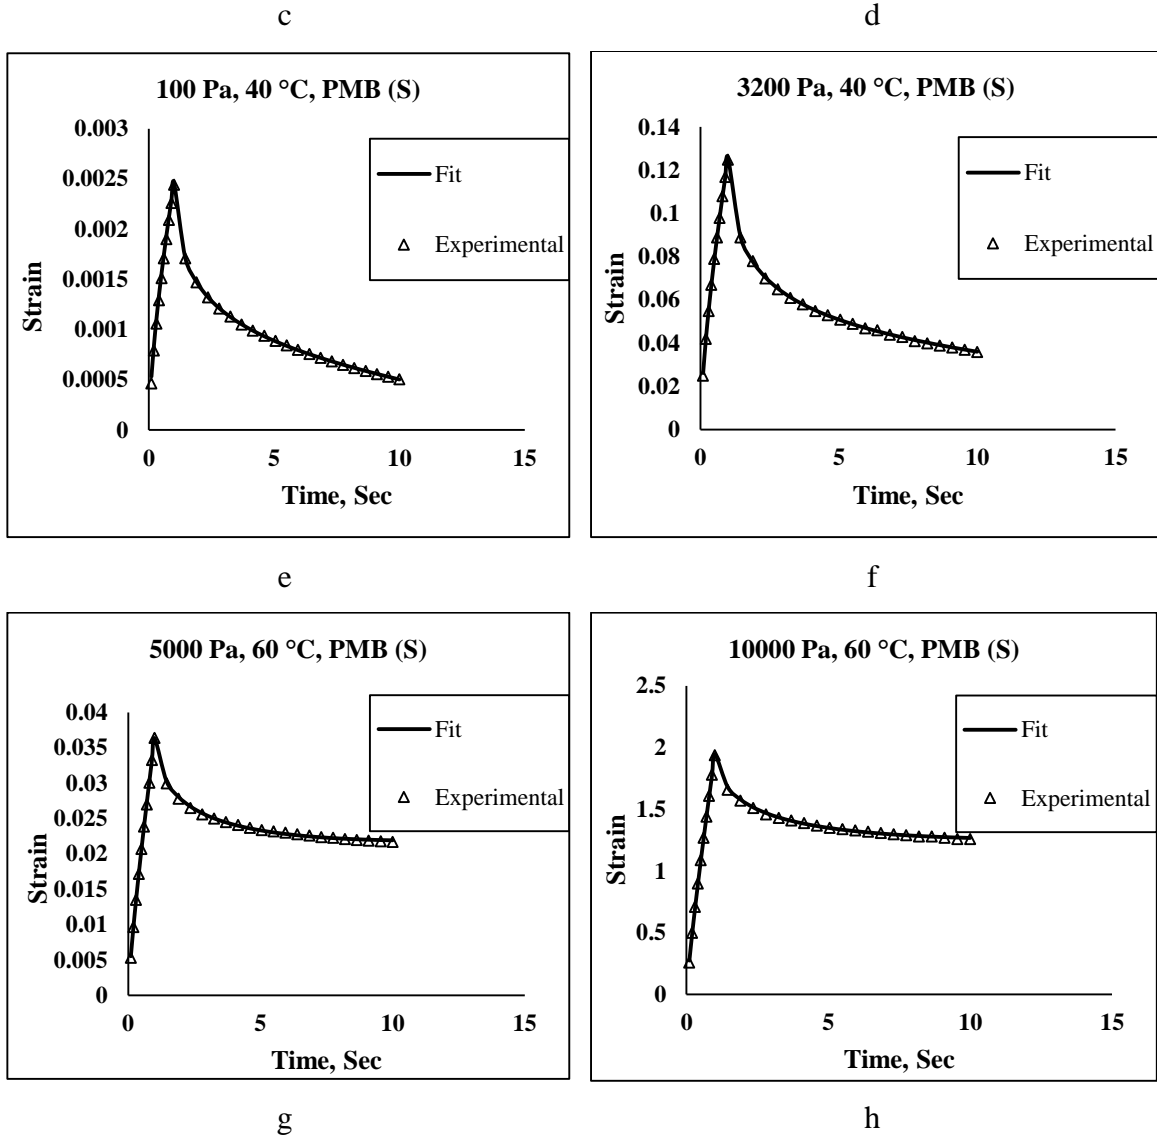 c
d
100 Pa, 40 °C, PMB (S)
0.003
0.0025
0.002
0.0015
0.001
0.0005
0
Strain
0
5
10
15
Time, Sec
Fit
Experimental
3200 Pa, 40 °C, PMB (S)
0.14
0.12
0.1
0.08
0.06
0.04
0.02
0
Strain
0
5
10
15
Time, Sec
Fit
Experimental
e
f
5000 Pa, 60 °C, PMB (S)
0.04
0.035
0.03
0.025
0.02
0.015
0.01
0.005
0
Strain
0
5
10
15
Time, Sec
Fit
Experimental
10000 Pa, 60 °C, PMB (S)
2.5
2
1.5
1
0.5
0
Strain
0
5
10
15
Time, Sec
Fit
Experimental
g
h